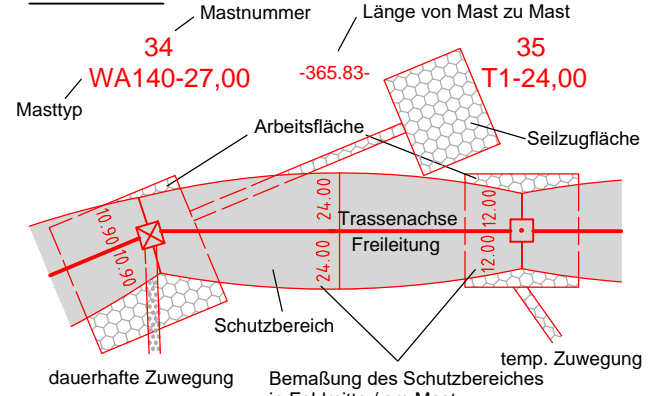 Mastnummer
Länge von Mast zu Mast
34
-365.83-
35
WA140-27,00
T1-24,00
Masttyp
Arbeitsfläche
Seilzugfläche
10.90
10.90
24.00
24.00
Trassenachse
Freileitung
12.00
12.00
Schutzbereich
dauerhafte Zuwegung
temp. Zuwegung
Bemaßung des Schutzbereiches